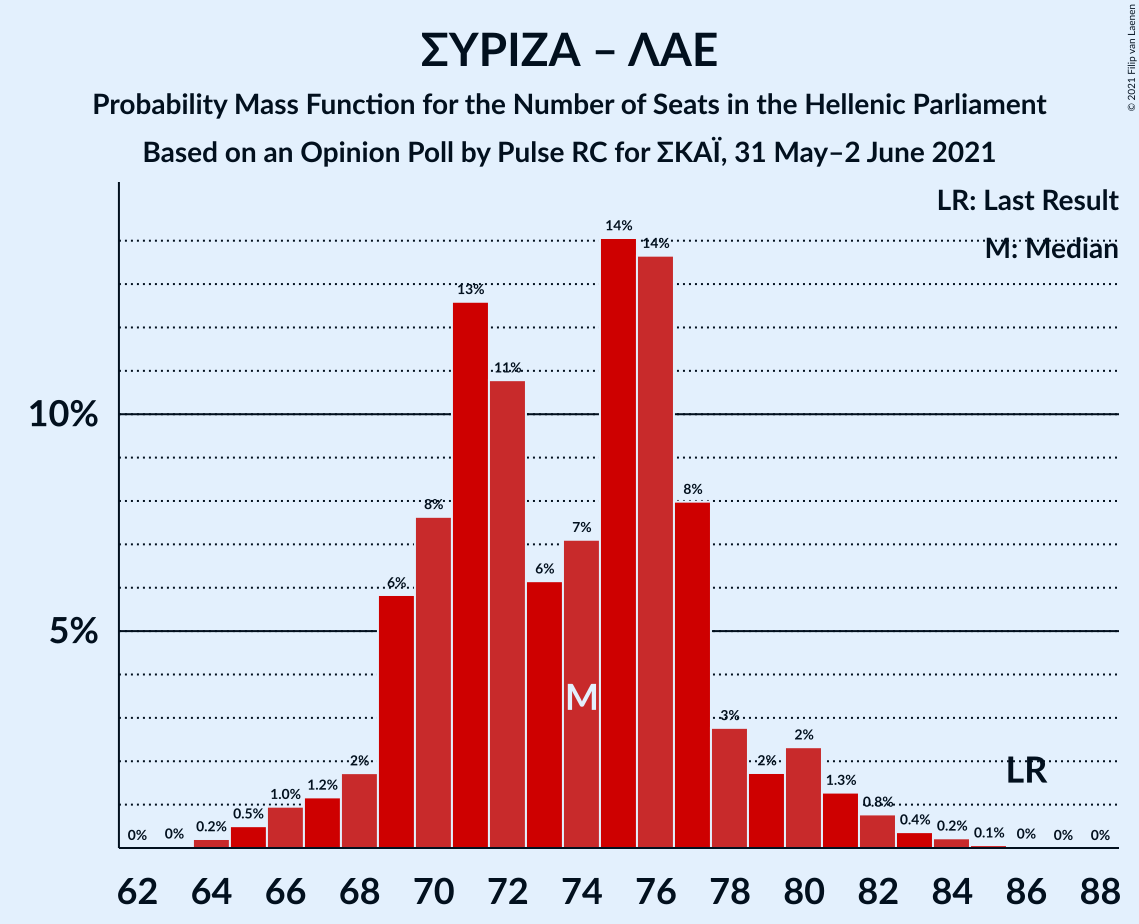 ΣΥΡΙΖΑ – ΛΑΕ
Probability Mass Function for the Number of Seats in the Hellenic Parliament
Based on an Opinion Poll by Pulse RC for ΣΚΑΪ, 31 May–2 June 2021
© 2021 Filip van Laenen
LR: Last Result
M: Median
10%
5%
0% 0% 0.2% 0.5% 1.0% 1.2% 2% 6% 8% 13% 11% 6% 7% 14% 14% 8% 3% 2% 2% 1.3% 0.8% 0.4% 0.2% 0.1% 0% 0% 0%
M
LR
62 64 66 68 70 72 74 76 78 80 82 84 86 88